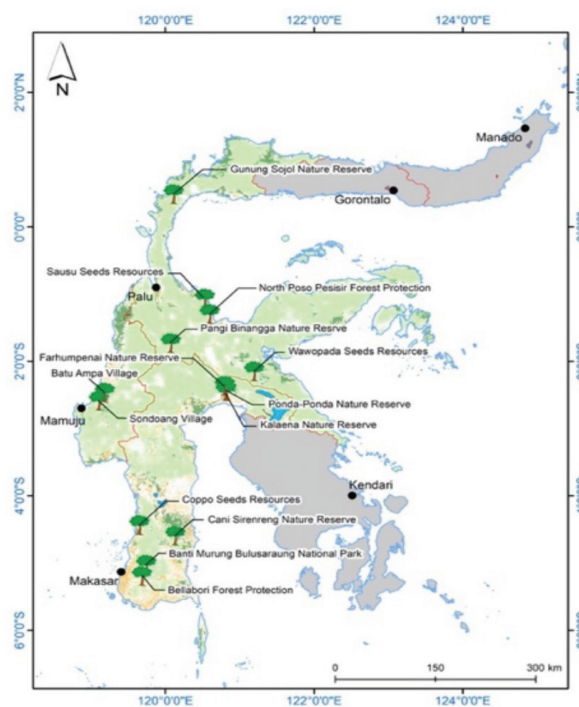 120°0'0"E 122°0'0"E 124°0'0"E
N
2°0'0"N
Manado
Gunung Sojol Nature Reserve
Gorontalo
0°0'0"
Sausu Seeds Resources
Palu
North Poso Pesisir Forest Protection
Pangi Binangga Nature Resrve
Farhumpenai Nature Reserve
Wawopada Seeds Resources
2°0'0"S
Batu Ampa Village
Ponda-Ponda Nature Reserve
Mamuju
Sondoang Village
Kalaena Nature Reserve
Kendari
4°0'0"S
Coppo Seeds Resources
Cani Sirenreng Nature Reserve
Banti Murung Bulusaraung National Park
Makasar
Bellabori Forest Protection
6°0'0"S
0 150 300 km
120°0'0"E 122°0'0"E 124°0'0"E